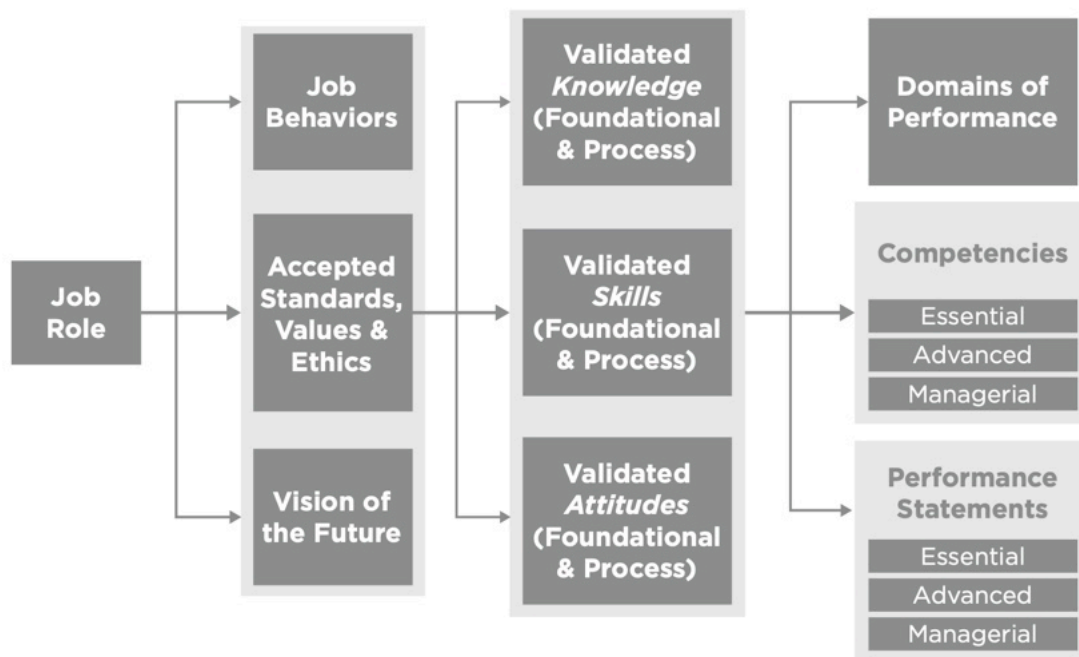 Job
Role
Job
Behaviors
Accepted
Standards,
Values &
Ethics
Vision of
the Future
Validated
Knowledge
(Foundational
& Process)
Validated
Skills
(Foundational
& Process)
Validated
Attitudes
(Foundational
& Process)
Domains of
Performance
Competencies
Essential
Advanced
Managerial
Performance
Statements
Essential
Advanced
Managerial